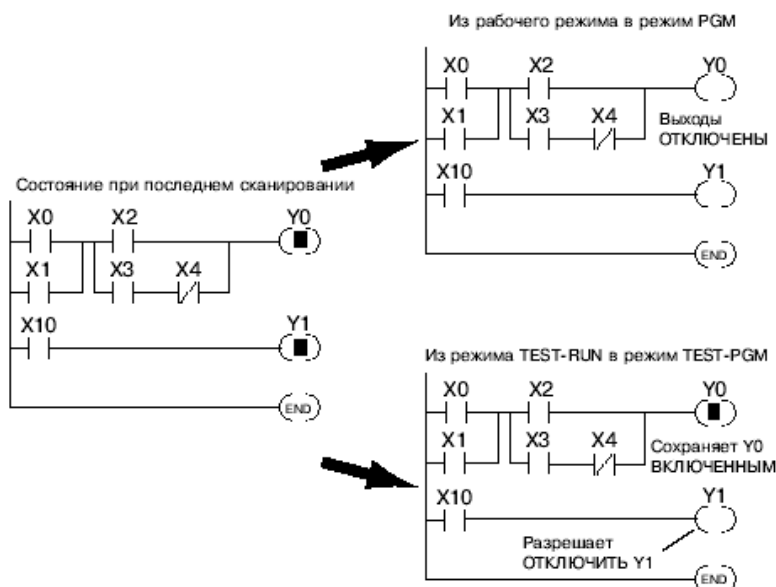 Состояние при последнем сканировании
X0 X2 Y0
X1 X3 X4
X10 Y1
END
Из рабочего режима в режим PGM
X0 X2 Y0
X1 X3 X4
Выходы
ОТКЛЮЧЕНЫ
X10 Y1
END
Из режима TEST-RUN в режим TEST-PGM
X0 X2 Y0
X1 X3 X4
Сохраняет Y0
ВКЛЮЧЕННЫМ
X10 Y1
Разрешает
ОТКЛЮЧИТЬ Y1
END